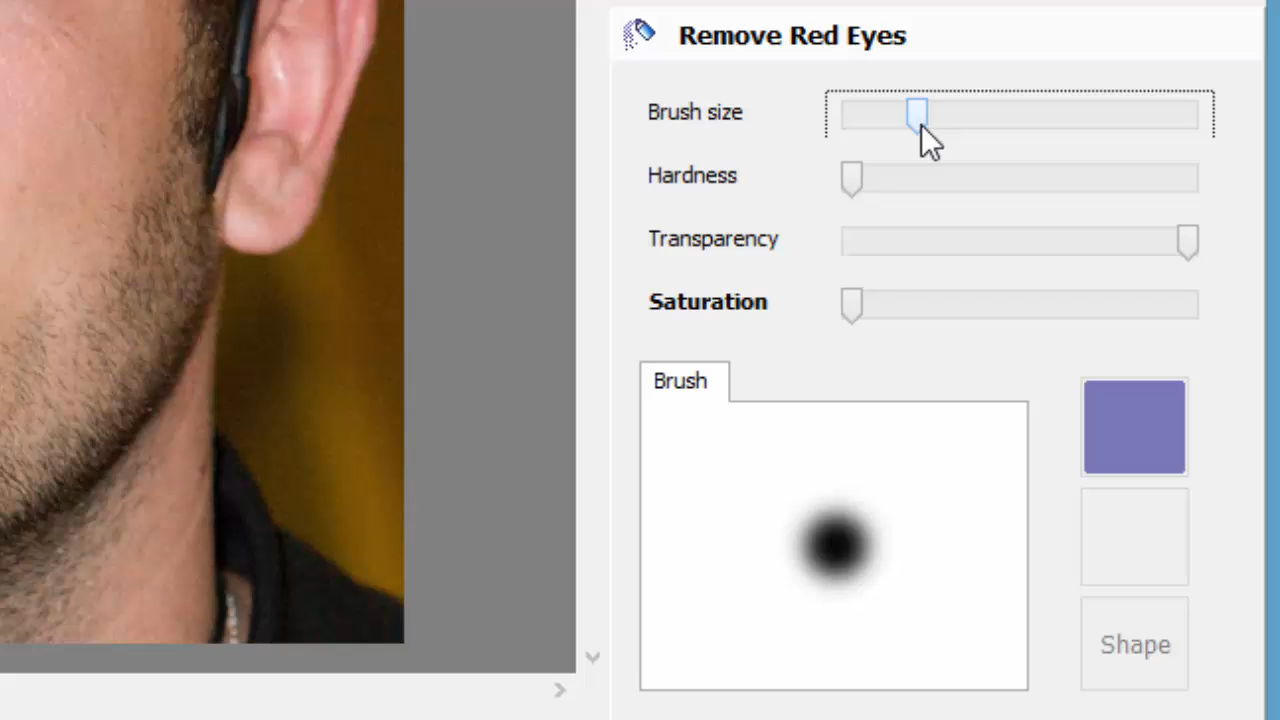 Remove Red Eyes
Brush size
Hardness
Transparency
Saturation
Brush
Shape